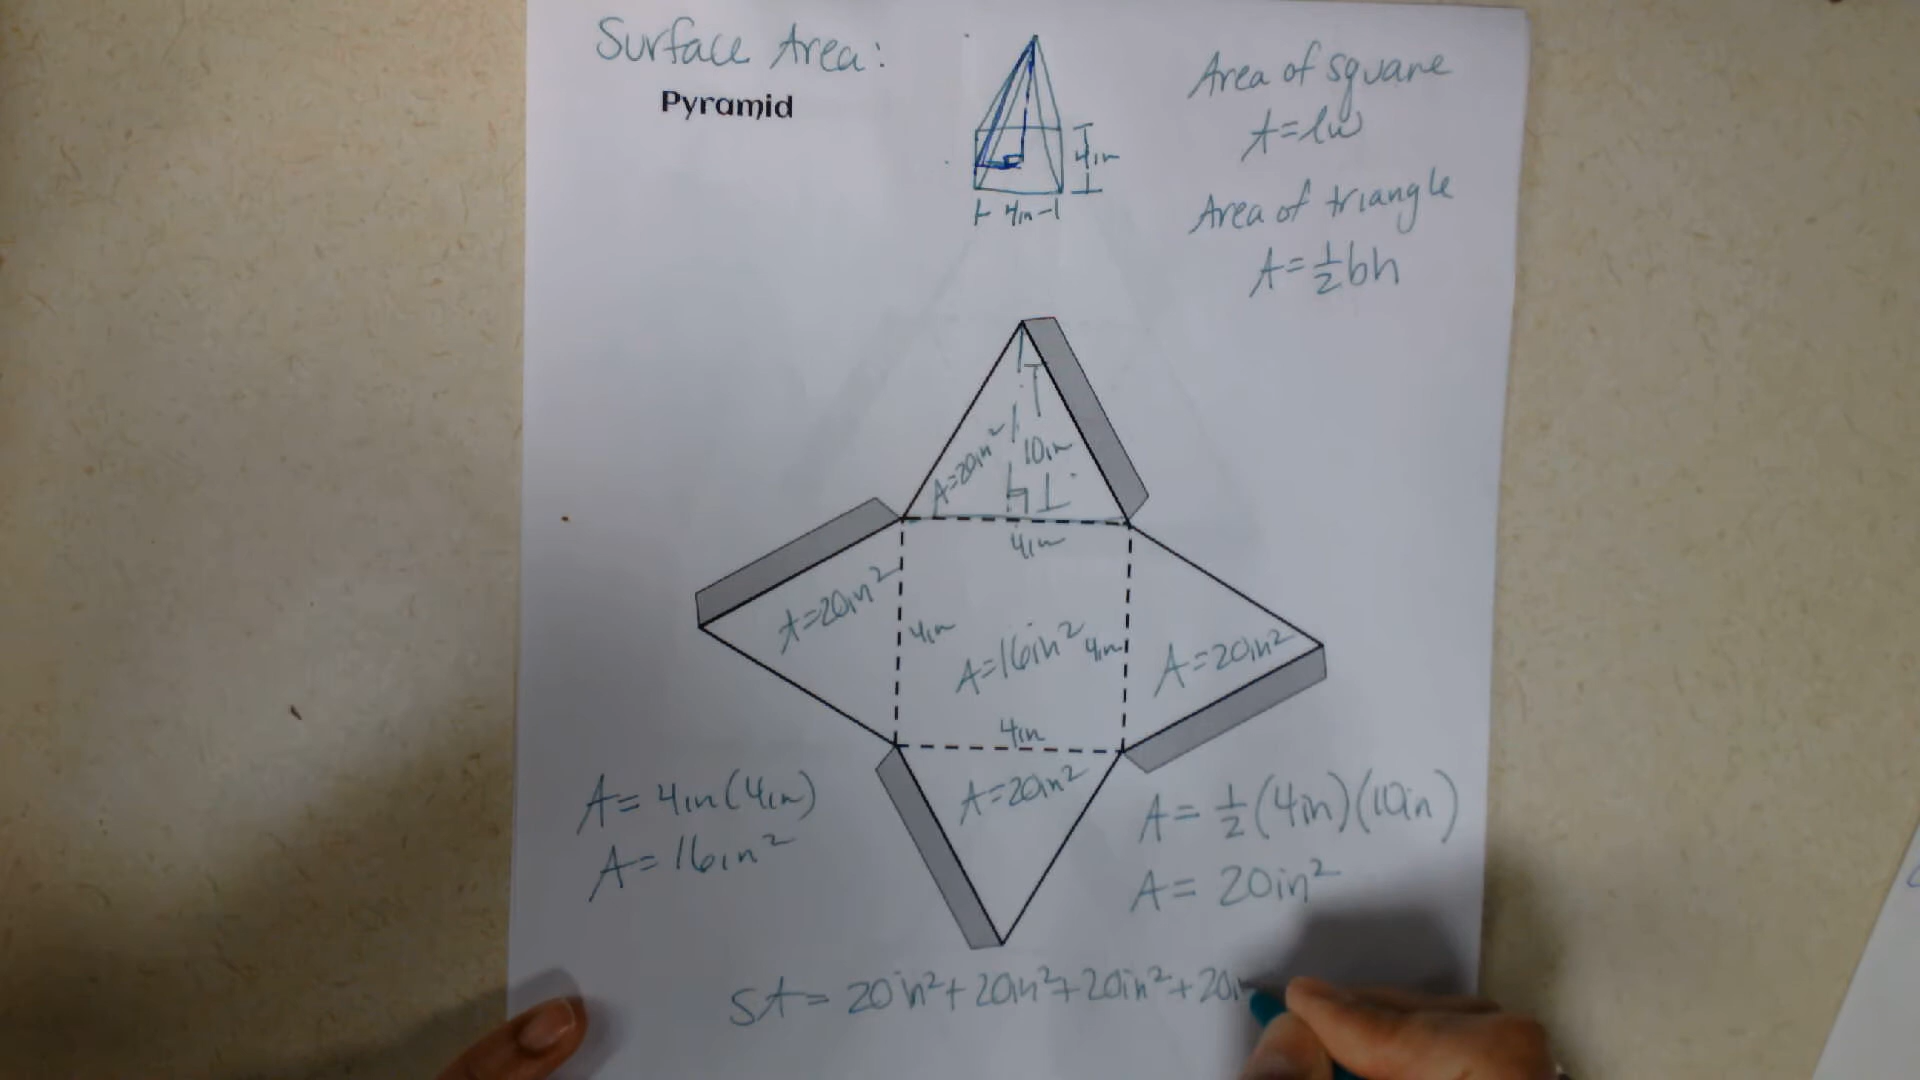 Surface Area:
Pyramid
4in
4in
Area of square
A=lw
Area of triangle
A=½bh
A=20in²
10in
4in
A=20in²
4in
A=16in²
4in
A=20in²
4in
A=20in²
A=4in(4in)
A=16in²
A=½(4in)(10in)
A=20in²
SA=20in²+20in²+20in²+20in